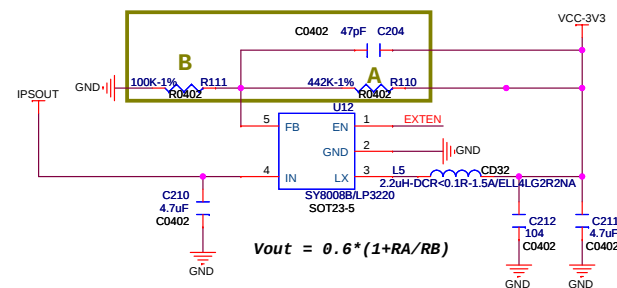 VCC-3V3
C0402 47pF C204
B
A
GND 100K-1% R111 442K-1% R110
R0402 R0402
IPSOUT
U12
5 FB EN 1 EXTEN
GND 2 GND
4 IN LX 3 L5 CD32
2.2uH-DCR<0.1R-1.5A/ELL4LG2R2NA
SY8008B/LP3220
SOT23-5
C210
4.7uF
C0402
C212
104
C0402
C211
4.7uF
C0402
Vout = 0.6*(1+RA/RB)
GND
GND
GND